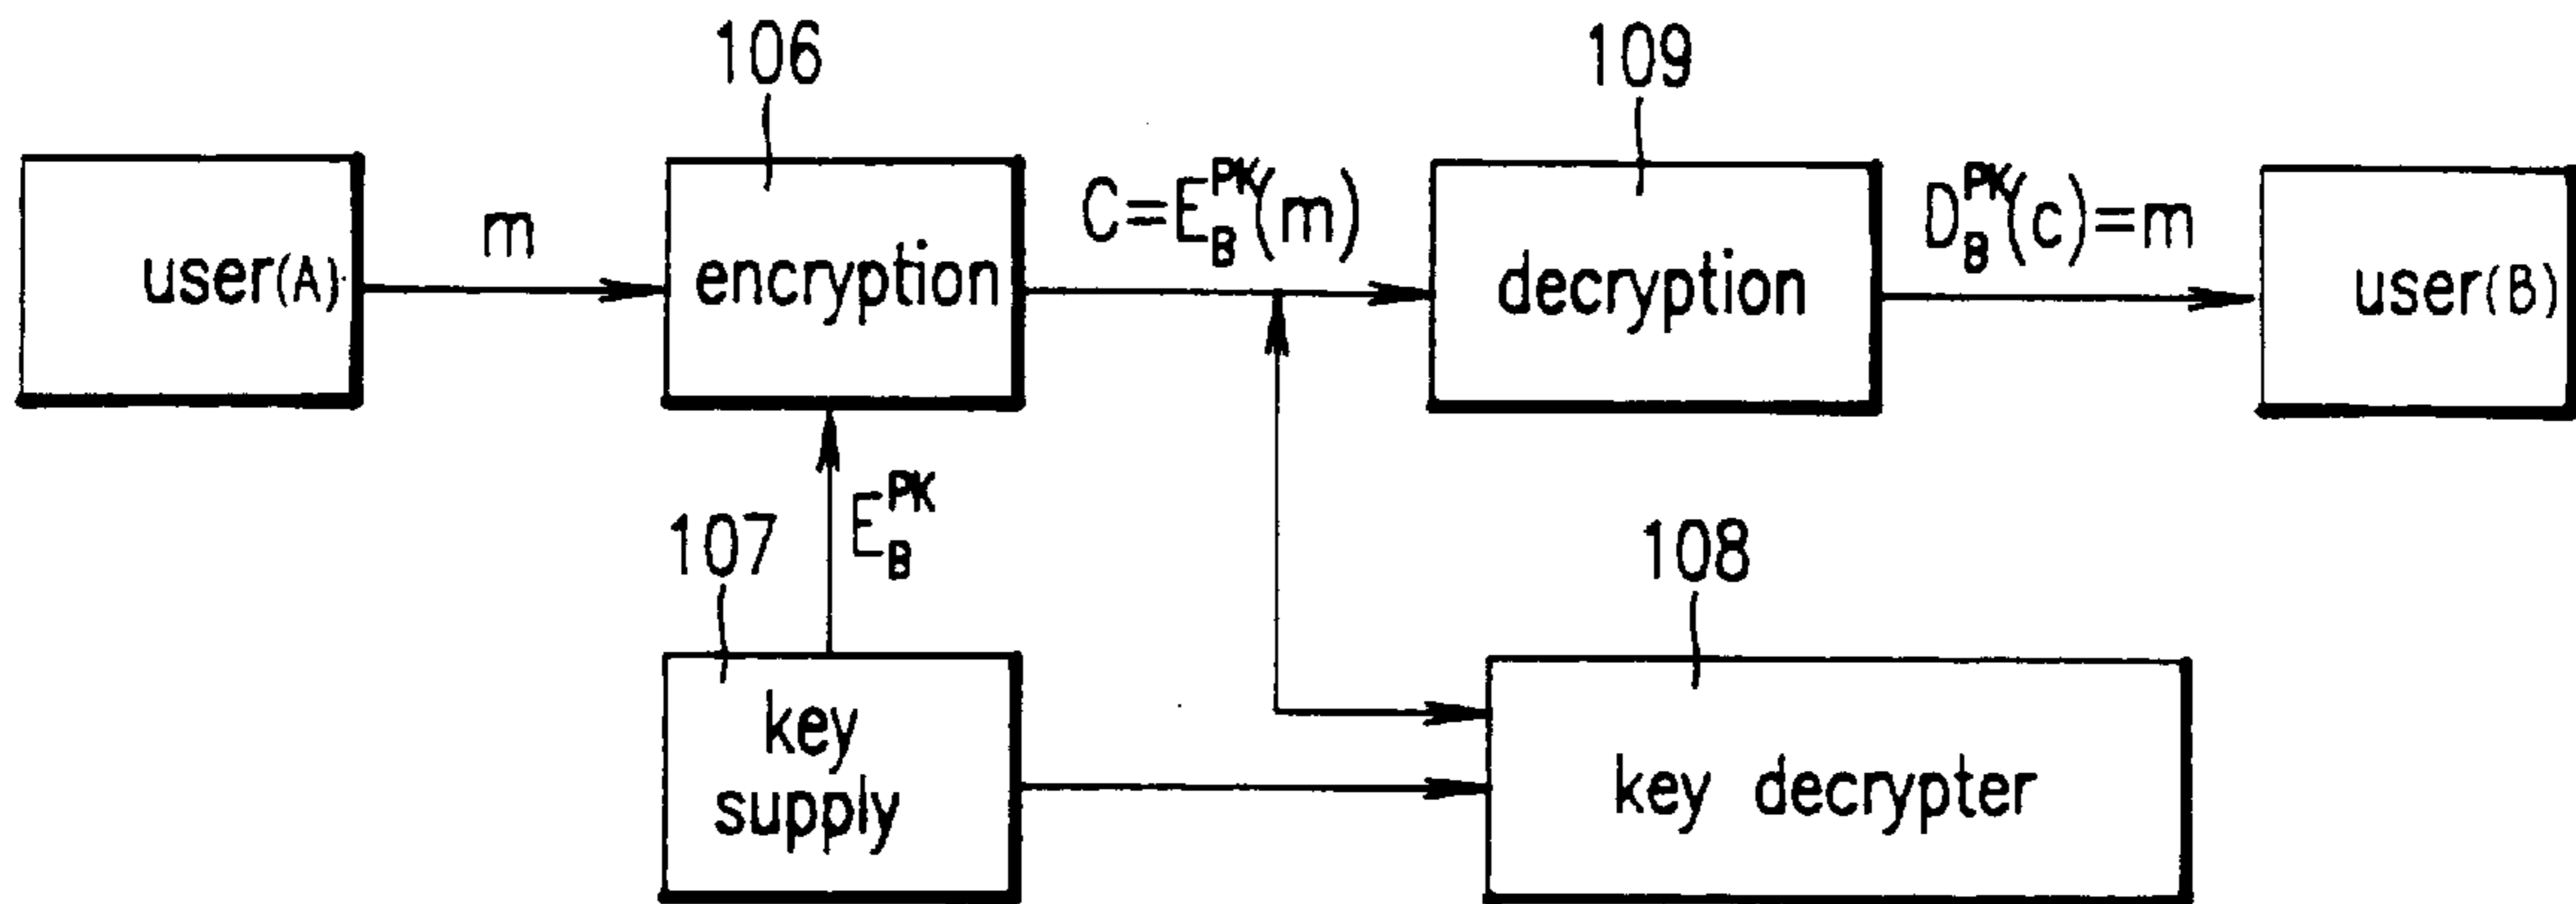 106
109
user(A)
m
encryption
C=E_B^PK(m)
decryption
D_B^PK(c)=m
user(B)
E_B^PK
107
108
key
supply
key decrypter